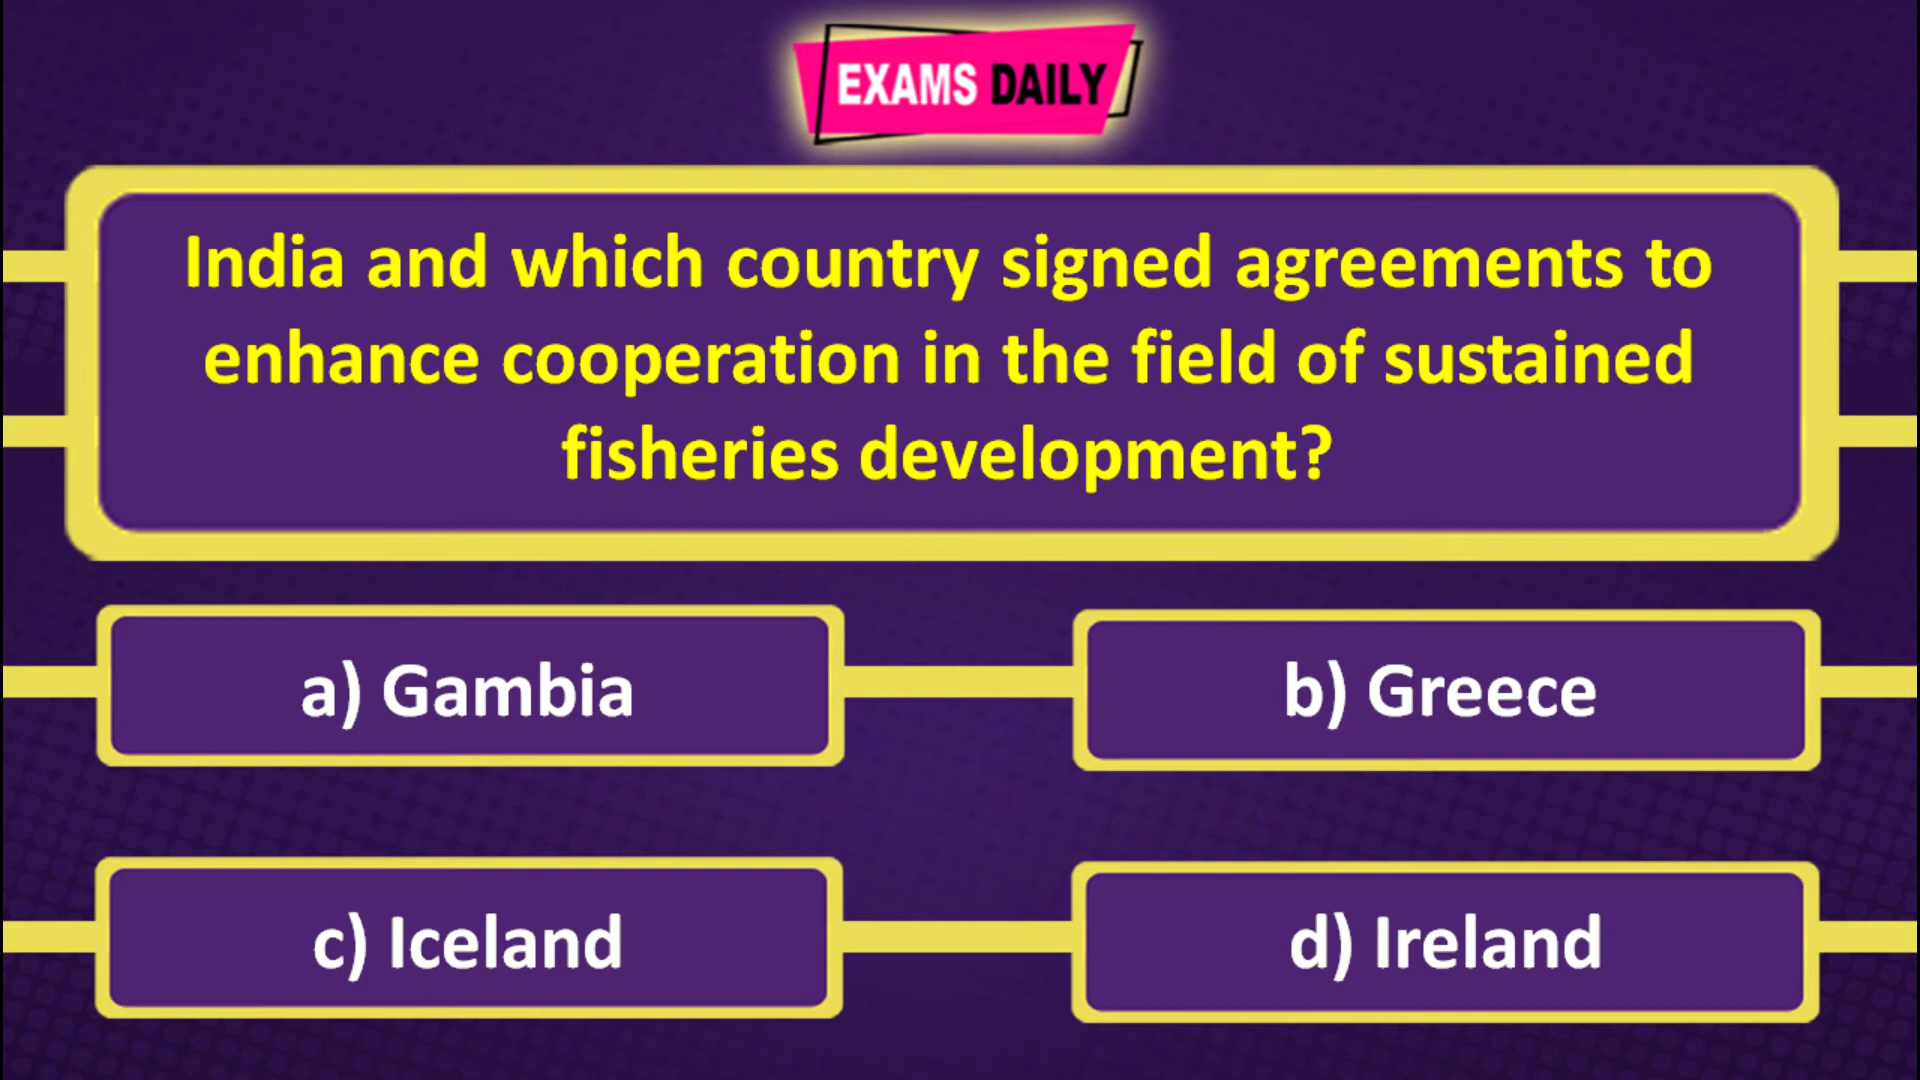 EXAMS DAILY
India and which country signed agreements to
enhance cooperation in the field of sustained
fisheries development?
a) Gambia
b) Greece
c) Iceland
d) Ireland